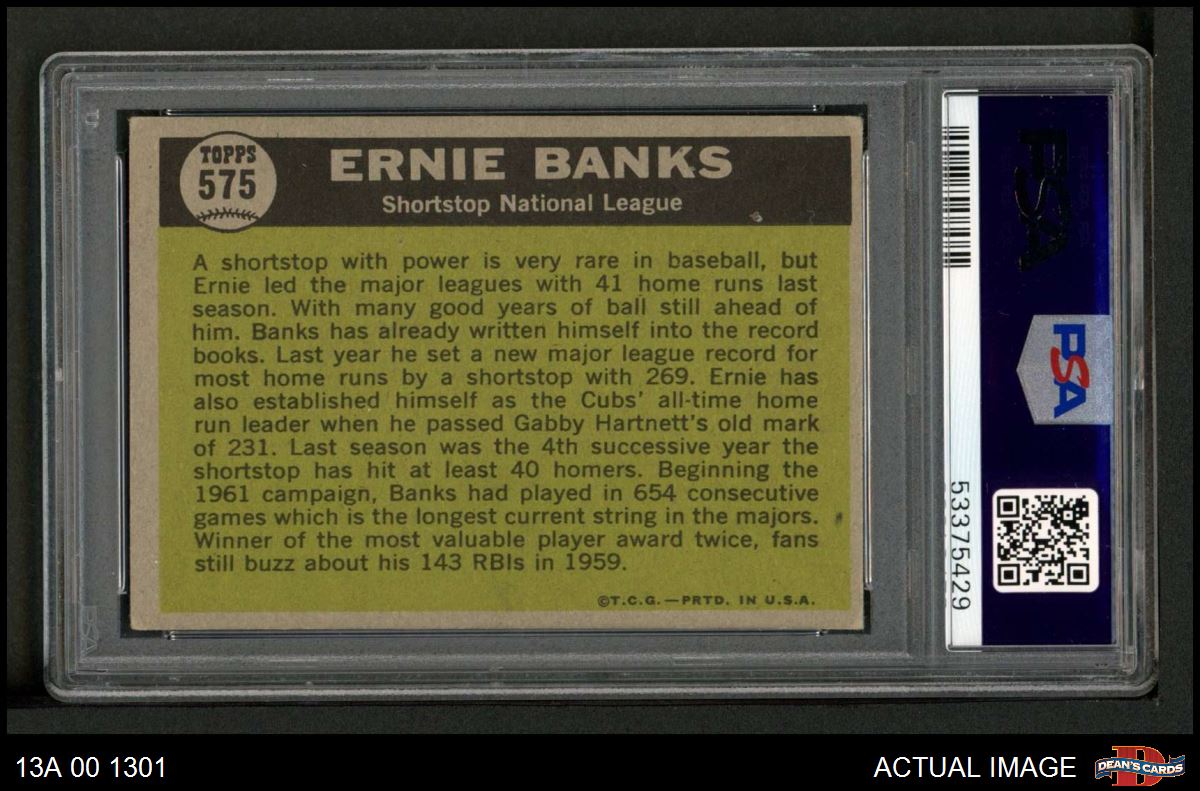 TOPPS
575
ERNIE BANKS
Shortstop National League
A shortstop with power is very rare in baseball, but
Ernie led the major leagues with 41 home runs last
season. With many good years of ball still ahead of
him. Banks has already written himself into the record
books. Last year he set a new major league record for
most home runs by a shortstop with 269. Ernie has
also established himself as the Cubs' all-time home
run leader when he passed Gabby Hartnett's old mark
of 231. Last season was the 4th successive year the
shortstop has hit at least 40 homers. Beginning the
1961 campaign, Banks had played in 654 consecutive
games which is the longest current string in the majors.
Winner of the most valuable player award twice, fans
still buzz about his 143 RBIs in 1959.
©T.C.G.—PRTD. IN U.S.A.
PSA
PSA
53375429
13A 00 1301
ACTUAL IMAGE
DEAN'S CARDS